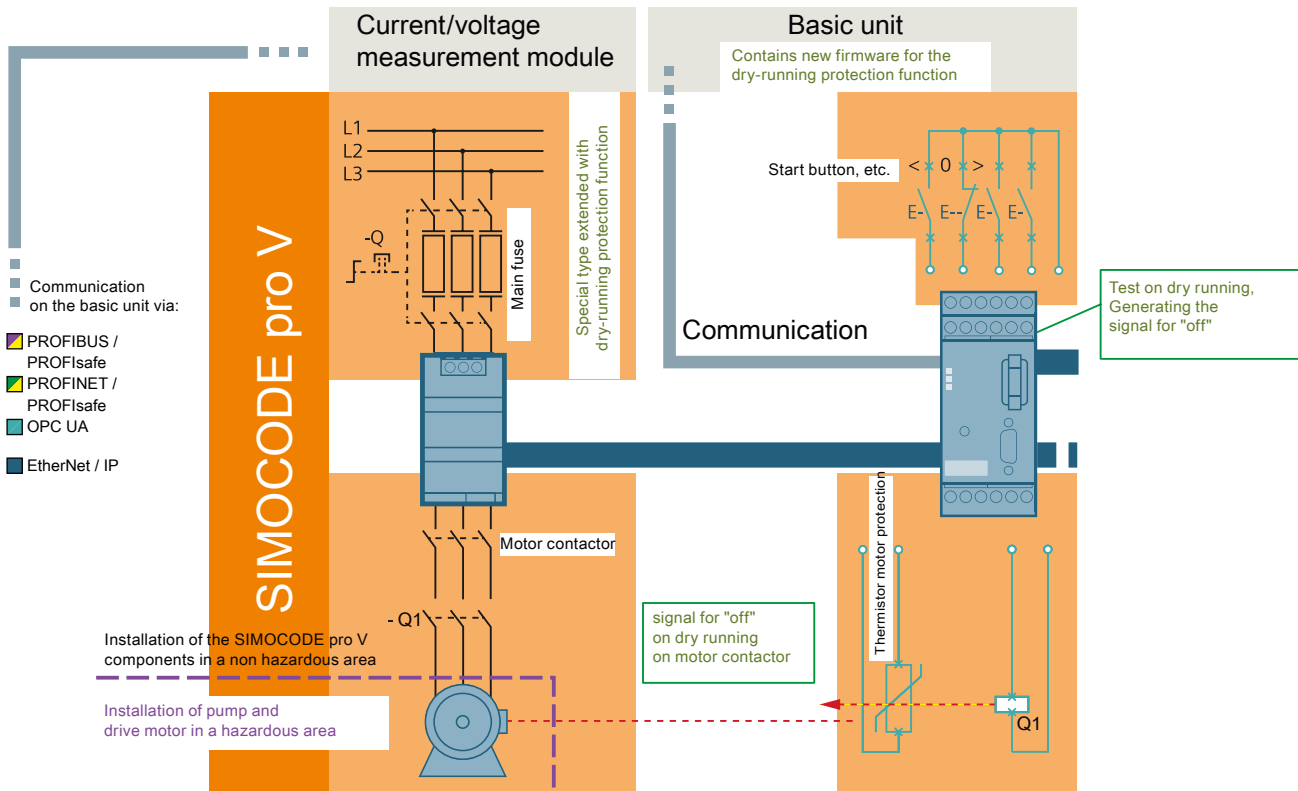 Current/voltage
measurement module
Basic unit
Contains new firmware for the
dry-running protection function
L1
L2
L3
-Q
Main fuse
Special type extended with
dry-running protection function
Start button, etc.
< 0 >
E- E-- E- E-
SIMOCODE pro V
Communication
on the basic unit via:
PROFIBUS /
PROFIsafe
PROFINET /
PROFIsafe
OPC UA
EtherNet / IP
Communication
Test on dry running,
Generating the
signal for "off"
Motor contactor
- Q1
Thermistor motor protection
signal for "off"
on dry running
on motor contactor
Q1
Installation of the SIMOCODE pro V
components in a non hazardous area
Installation of pump and
drive motor in a hazardous area